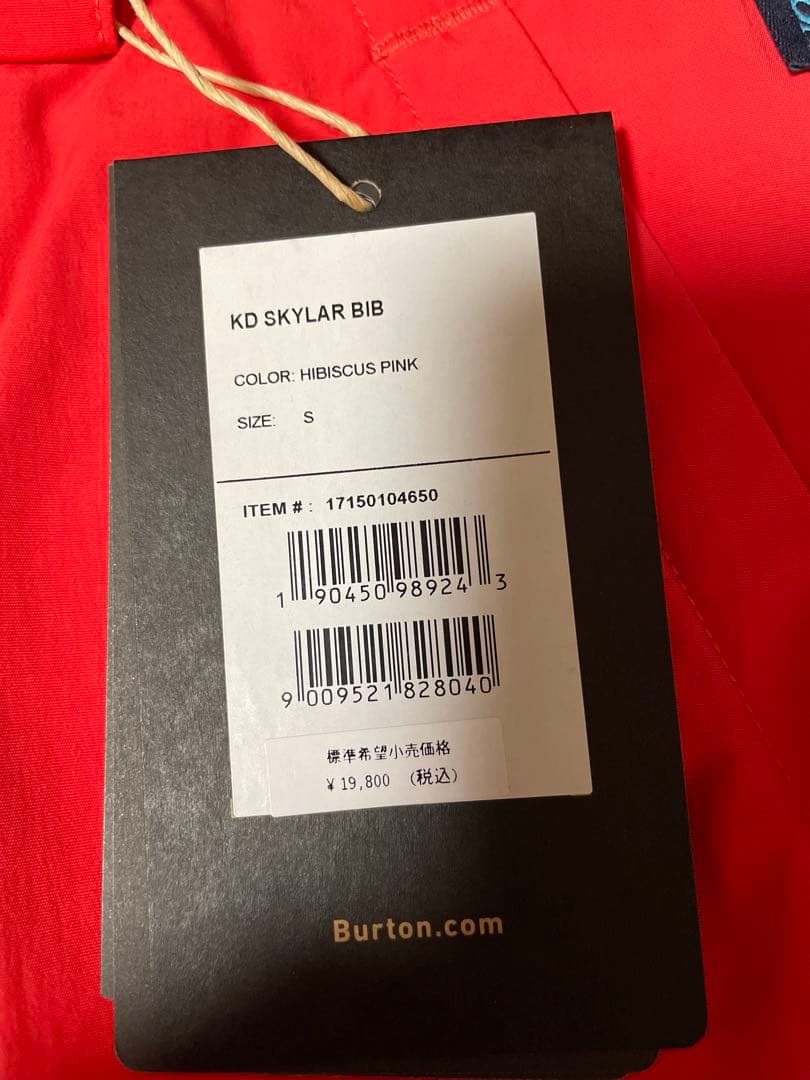 KD SKYLAR BIB
COLOR: HIBISCUS PINK
SIZE: S
ITEM # : 17150104650
1 90450 98924 3
9 009521 828040
標準希望小売価格
¥ 19,800 （税込）
Burton.com